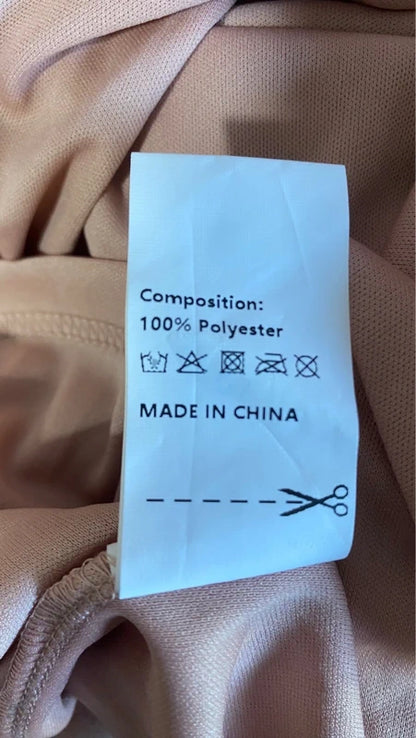 Composition:
100% Polyester
MADE IN CHINA